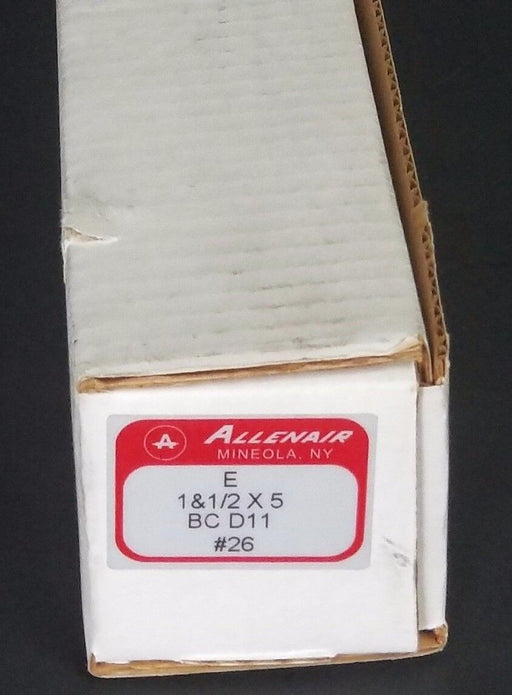 A ALLENAIR
MINEOLA, NY
E
1&1/2 X 5
BC D11
#26